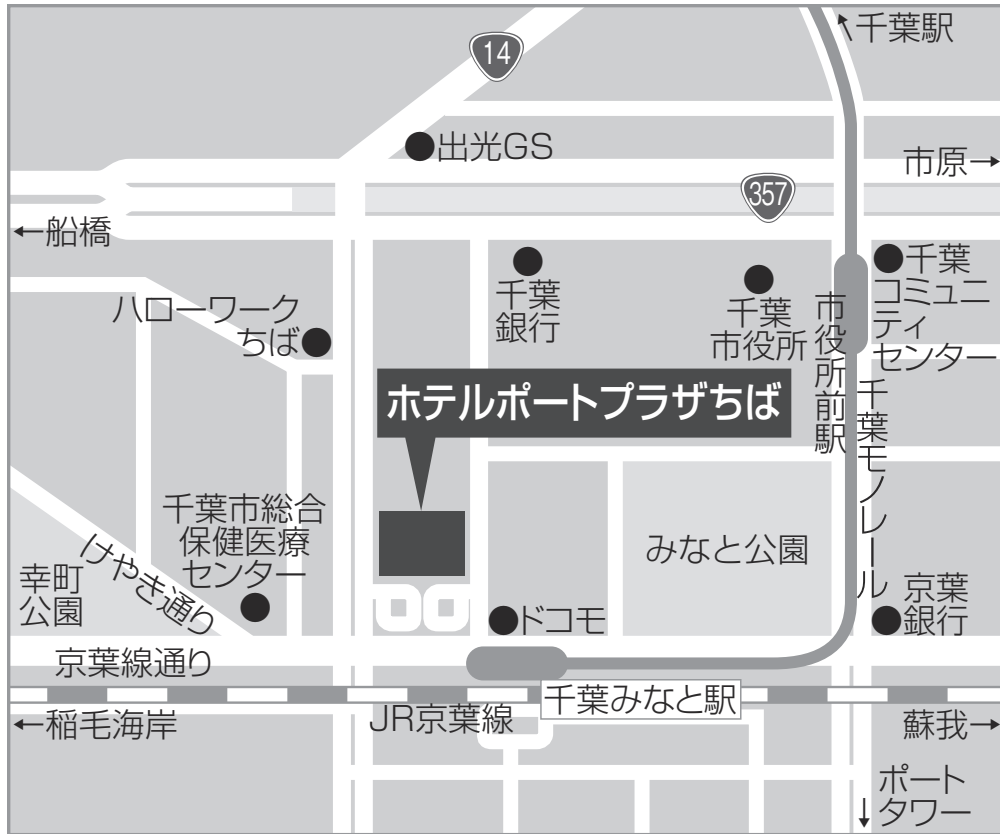 ↖千葉駅
14
出光GS
市原→
357
←船橋
千葉
銀行
千葉
市役所
市役所前駅
千葉
コミュニ
ティ
センター
ハローワーク
ちば
ホテルポートプラザちば
千葉モノレール
千葉市総合
保健医療
センター
けやき通り
みなと公園
幸町
公園
ドコモ
京葉
銀行
京葉線通り
千葉みなと駅
←稲毛海岸
JR京葉線
蘇我→
ポート
タワー
↓